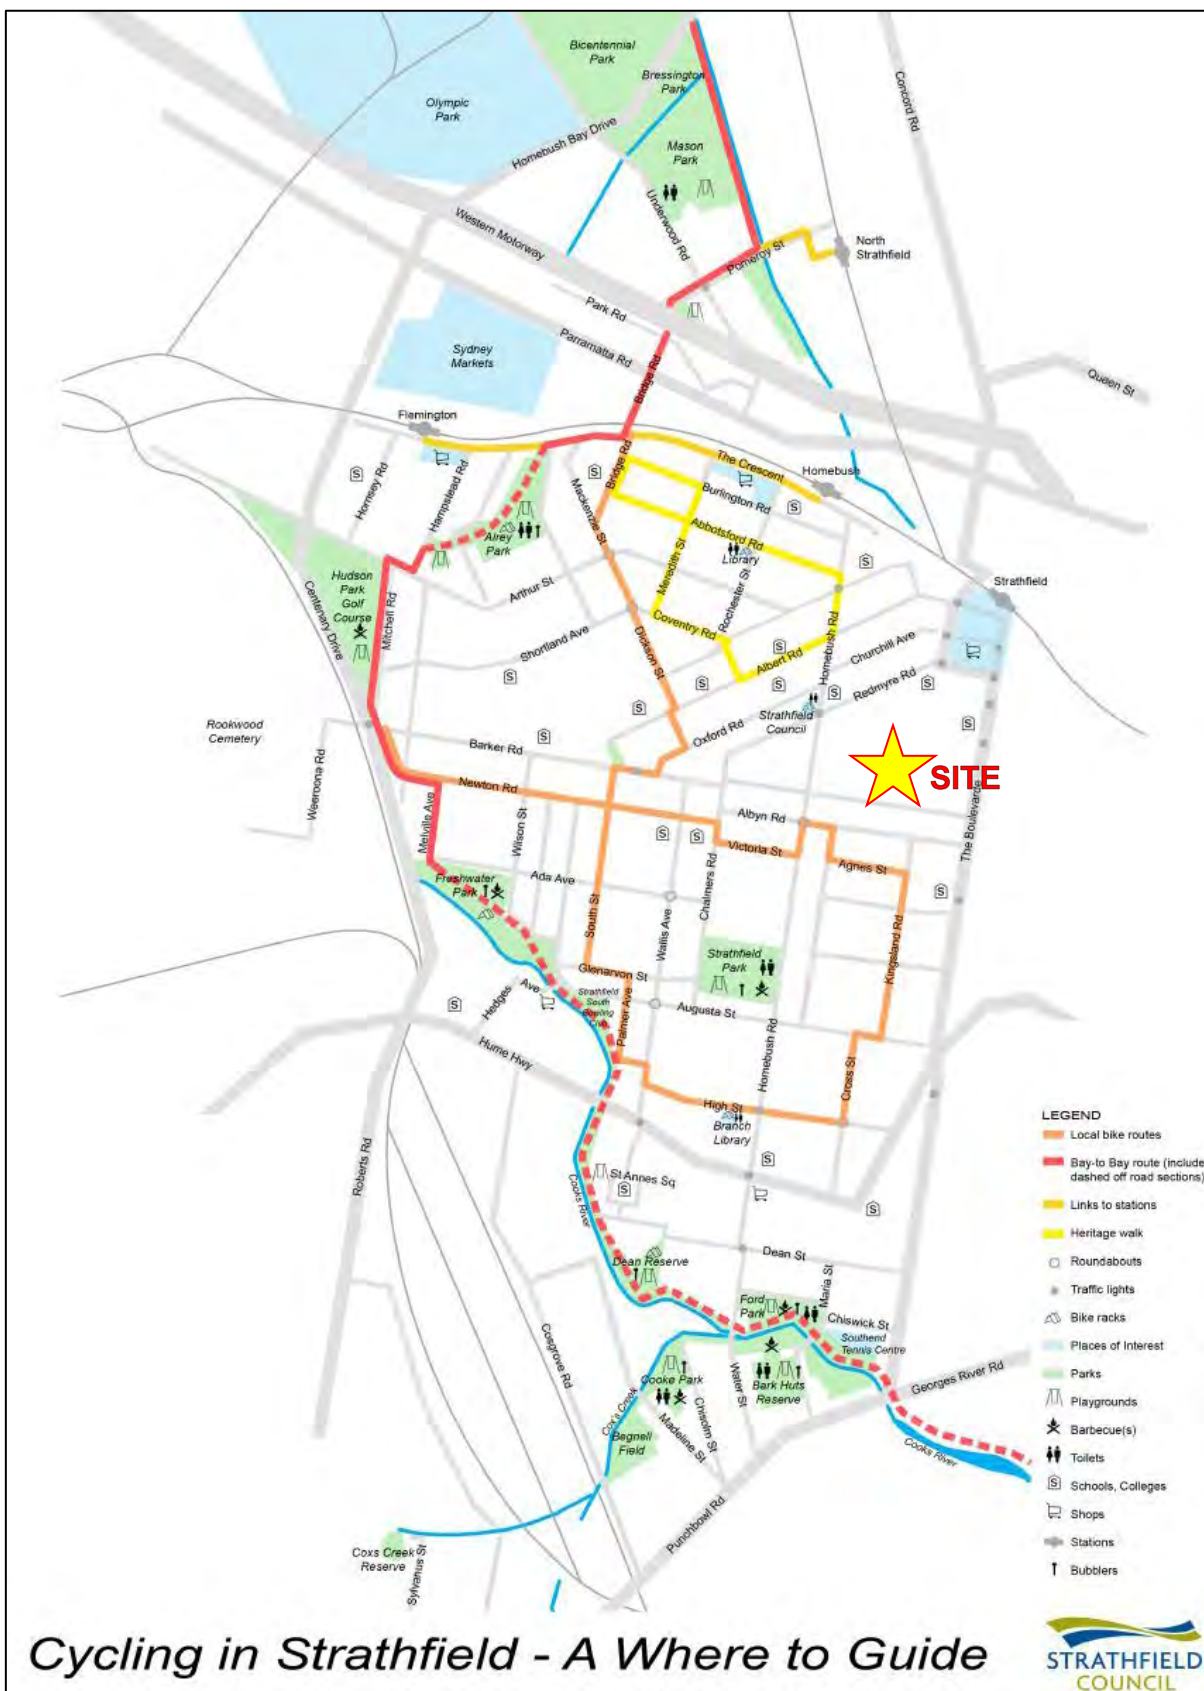 Bicentennial
Park
Bressington
Park
Concord Rd
Olympic
Park
Homebush Bay Drive
Mason
Park
Underwood Rd
Western Motorway
North
Strathfield
Pomeroy St
Park Rd
Parramatta Rd
Sydney
Markets
Bridge Rd
Queen St
Flemington
The Crescent
Homebush
Hornsey Rd
Hampstead Rd
Mackenzie St
Bridge Rd
Burlington Rd
Abbotsford Rd
Airey
Park
Library
Meredith St
Rochester St
Strathfield
Hudson
Park
Golf
Course
Centenary Drive
Mitchell Rd
Arthur St
Shortland Ave
Coventry Rd
Dickson St
Albert Rd
Homebush Rd
Churchill Ave
Redmyre Rd
Oxford Rd
Strathfield
Council
Rookwood
Cemetery
Weeroona Rd
Barker Rd
SITE
Newton Rd
Melville Ave
Wilson St
Albyn Rd
Victoria St
The Boulevarde
Agnes St
Freshwater
Park
Ada Ave
South St
Wallis Ave
Chalmers Rd
Kingsland Rd
Strathfield
Park
Glenarvon St
Hedges
Ave
Strathfield
South
Bowling
Club
Palmer Ave
Augusta St
Homebush Rd
Hume Hwy
Cross St
High St
Branch
Library
Roberts Rd
Cooks River
St Annes Sq
Dean St
Dean Reserve
Maria St
Ford
Park
Chiswick St
Southend
Tennis Centre
Cosgrove Rd
Georges River Rd
Cooke Park
Water St
Bark Huts
Reserve
Cox's Creek
Chisolm St
Madeline St
Begnell
Field
Cooks River
Punchbowl Rd
Coxs Creek
Reserve
Sylvanus St
LEGEND
Local bike routes
Bay-to Bay route (include
dashed off road sections)
Links to stations
Heritage walk
Roundabouts
Traffic lights
Bike racks
Places of Interest
Parks
Playgrounds
Barbecue(s)
Toilets
Schools, Colleges
Shops
Stations
Bubblers
Cycling in Strathfield - A Where to Guide
STRATHFIELD
COUNCIL